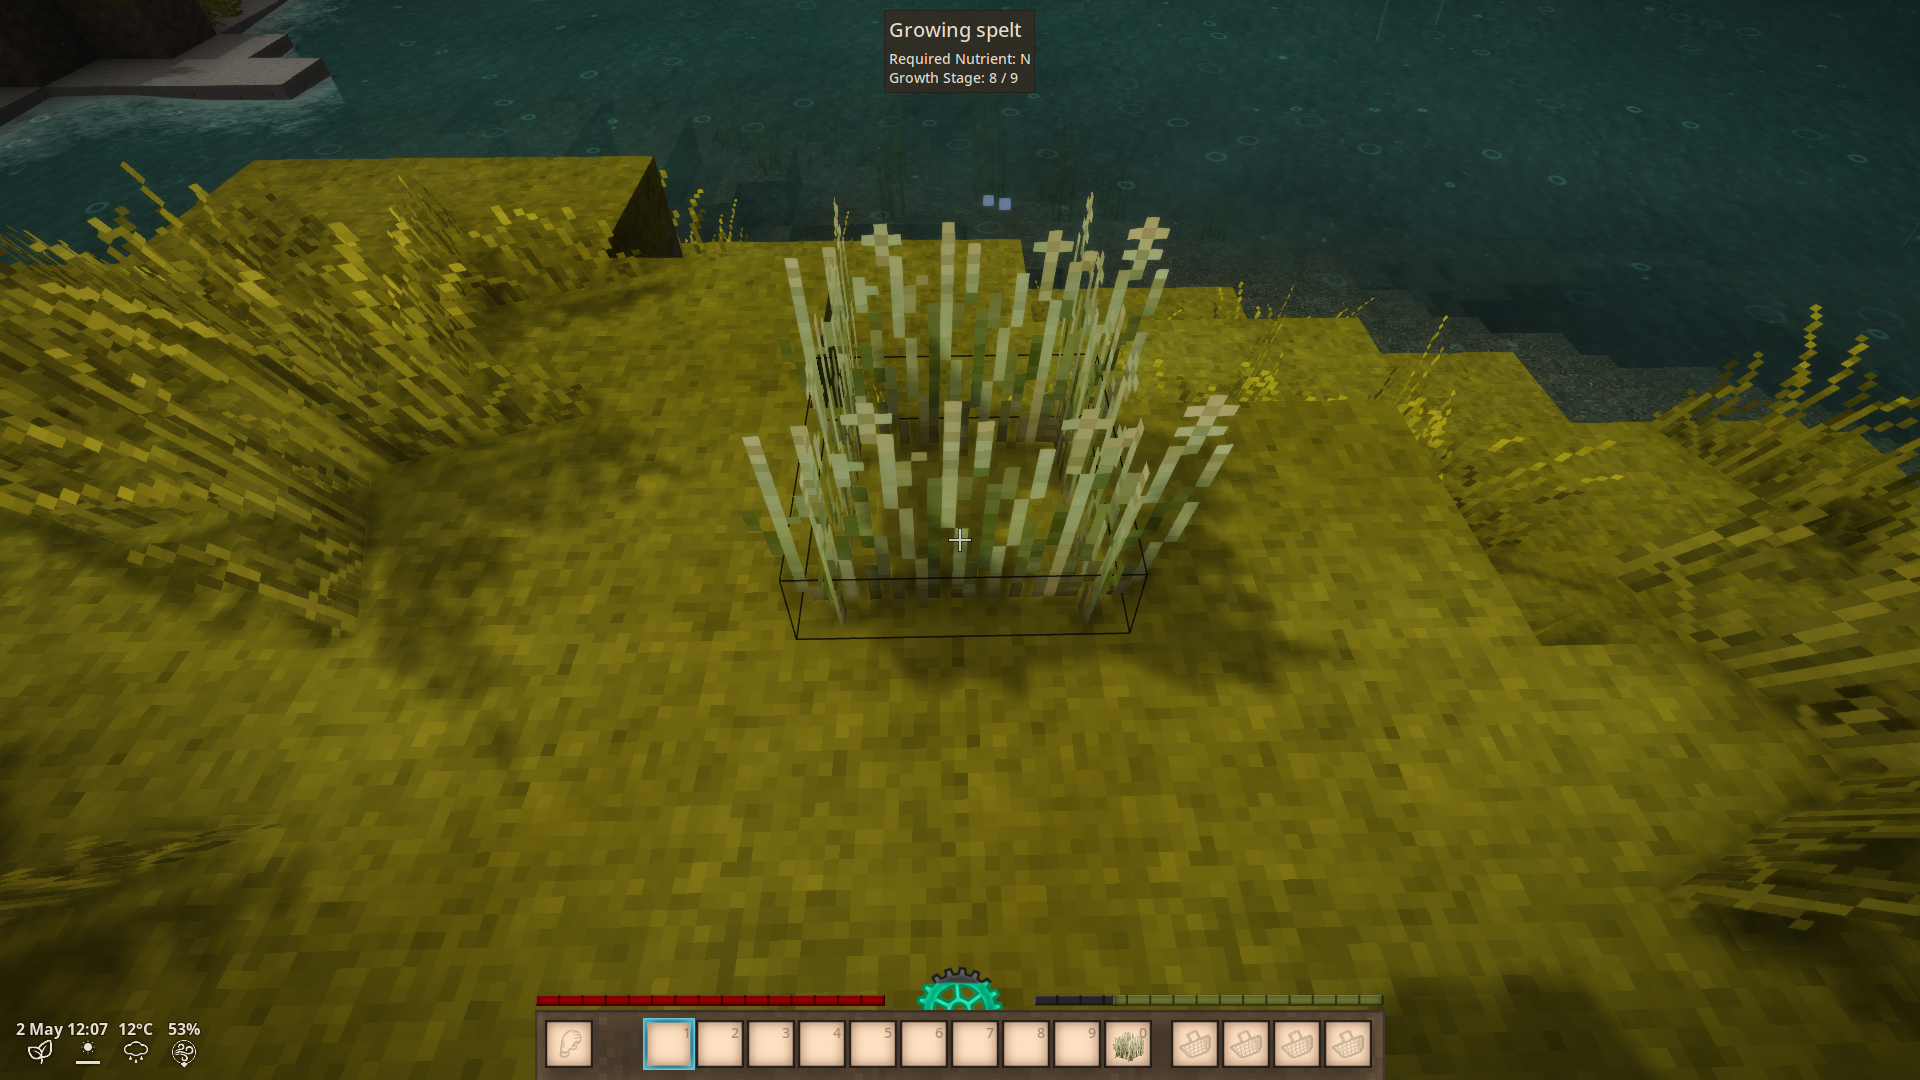 Growing spelt
Required Nutrient: N
Growth Stage: 8 / 9
2 May 12:07 12°C 53%
1 2 3 4 5 6 7 8 9 0